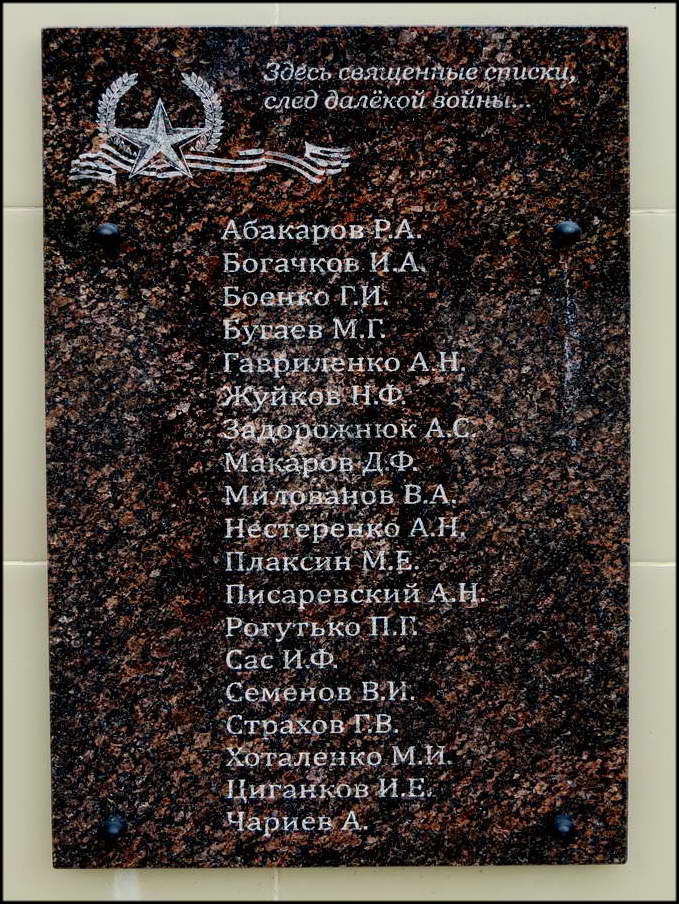 Здесь священные списки,
след далёкой войны...
Абакаров Р.А.
Богачков И.А.
Боенко Г.И.
Бугаев М.Г.
Гавриленко А.Н.
Жуйков Н.Ф.
Задорожнюк А.С.
Макаров Д.Ф.
Милованов В.А.
Нестеренко А.Н.
Плаксин М.Е.
Писаревский А.Н.
Рогутько П.Г.
Сас И.Ф.
Семенов В.И.
Страхов Г.В.
Хоталенко М.И.
Циганков И.Е.
Чариев А.